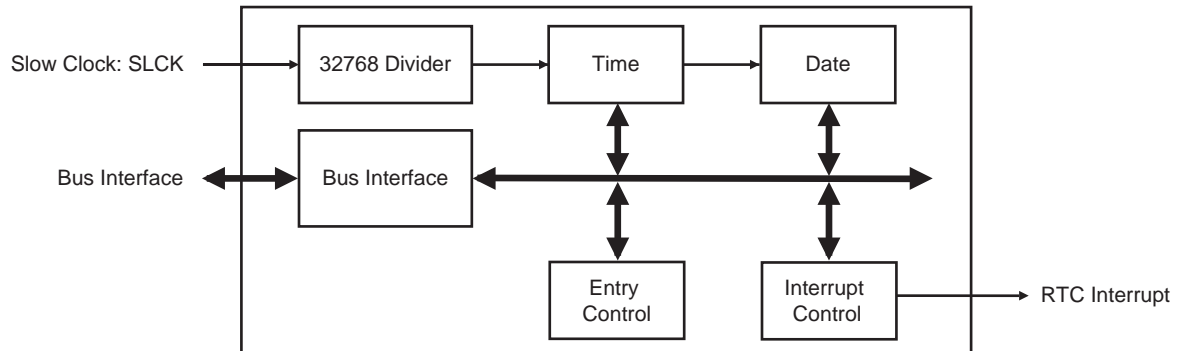 Slow Clock: SLCK
32768 Divider
Time
Date
Bus Interface
Bus Interface
Entry
Control
Interrupt
Control
RTC Interrupt